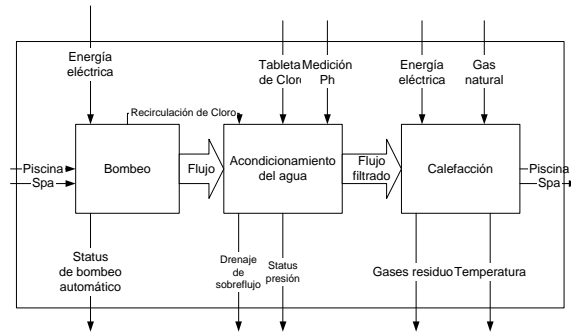 Energía
eléctrica
Tableta
de Cloro
Medición
Ph
Energía
eléctrica
Gas
natural
Recirculación de Cloro
Piscina
Spa
Bombeo
Flujo
Acondicionamiento
del agua
Flujo
filtrado
Calefacción
Piscina
Spa
Status
de bombeo
automático
Drenaje
de
sobreflujo
Status
presión
Gases residuo
Temperatura